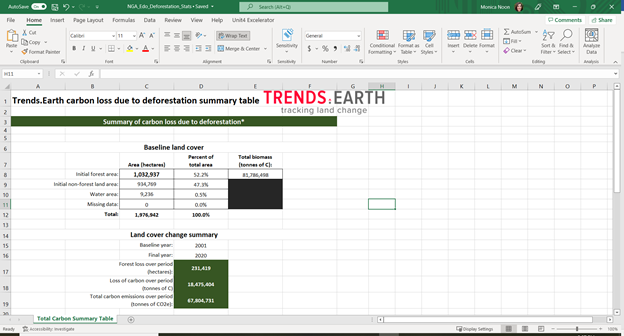 AutoSave On
NGA_Edo_Deforestation_Stats • Saved
Search
Monica Noon
File Home Insert Page Layout Formulas Data Review View Help Unit4 Excelerator
Comments Share
Paste
Cut
Copy
Format Painter
Clipboard
Calibri 11
B I U
Font
Wrap Text
Merge & Center
Alignment
Sensitivity
Sensitivity
General
$ % ,
Number
Conditional Formatting
Format as Table
Cell Styles
Styles
Insert Delete Format
Cells
AutoSum
Fill
Clear
Sort & Filter
Find & Select
Editing
Analyze Data
Analysis
H11 fx
A B C D E F G H I J K L M N O P
1 Trends.Earth carbon loss due to deforestation summary table
TRENDS.EARTH
2 tracking land change
3 Summary of carbon loss due to deforestation*
4
5
6 Baseline land cover
7 Area (hectares) Percent of total area Total biomass (tonnes of C):
8 Initial forest area: 1,032,937 52.2% 81,786,498
9 Initial non-forest land area: 934,769 47.3%
10 Water area: 9,236 0.5%
11 Missing data: 0 0.0%
12 Total: 1,976,942 100.0%
13
14 Land cover change summary
15 Baseline year: 2001
16 Final year: 2020
17 Forest loss over period (hectares): 231,419
18 Loss of carbon over period (tonnes of C) 18,475,404
19 Total carbon emissions over period (tonnes of CO2e): 67,804,731
Total Carbon Summary Table
Ready Accessibility: Investigate Display Settings 100%